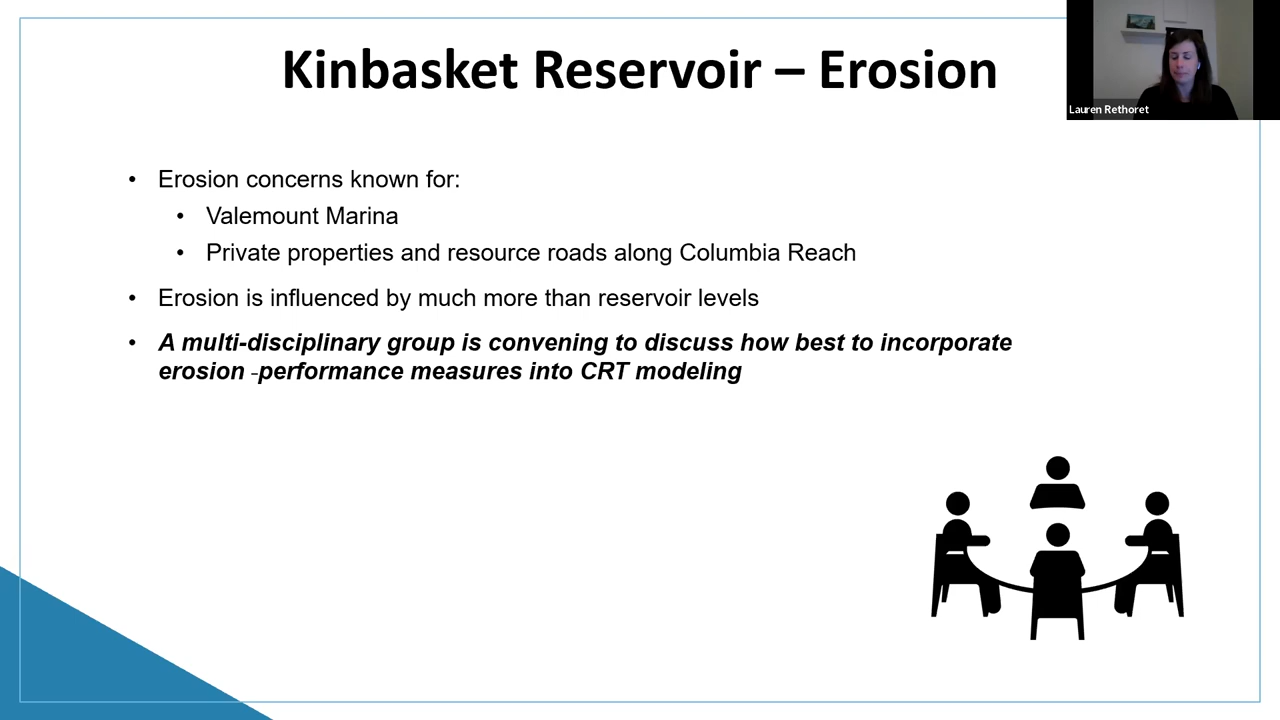 Kinbasket Reservoir – Erosion
Lauren Rethoret
• Erosion concerns known for:
• Valemount Marina
• Private properties and resource roads along Columbia Reach
• Erosion is influenced by much more than reservoir levels
• A multi-disciplinary group is convening to discuss how best to incorporate
erosion -performance measures into CRT modeling